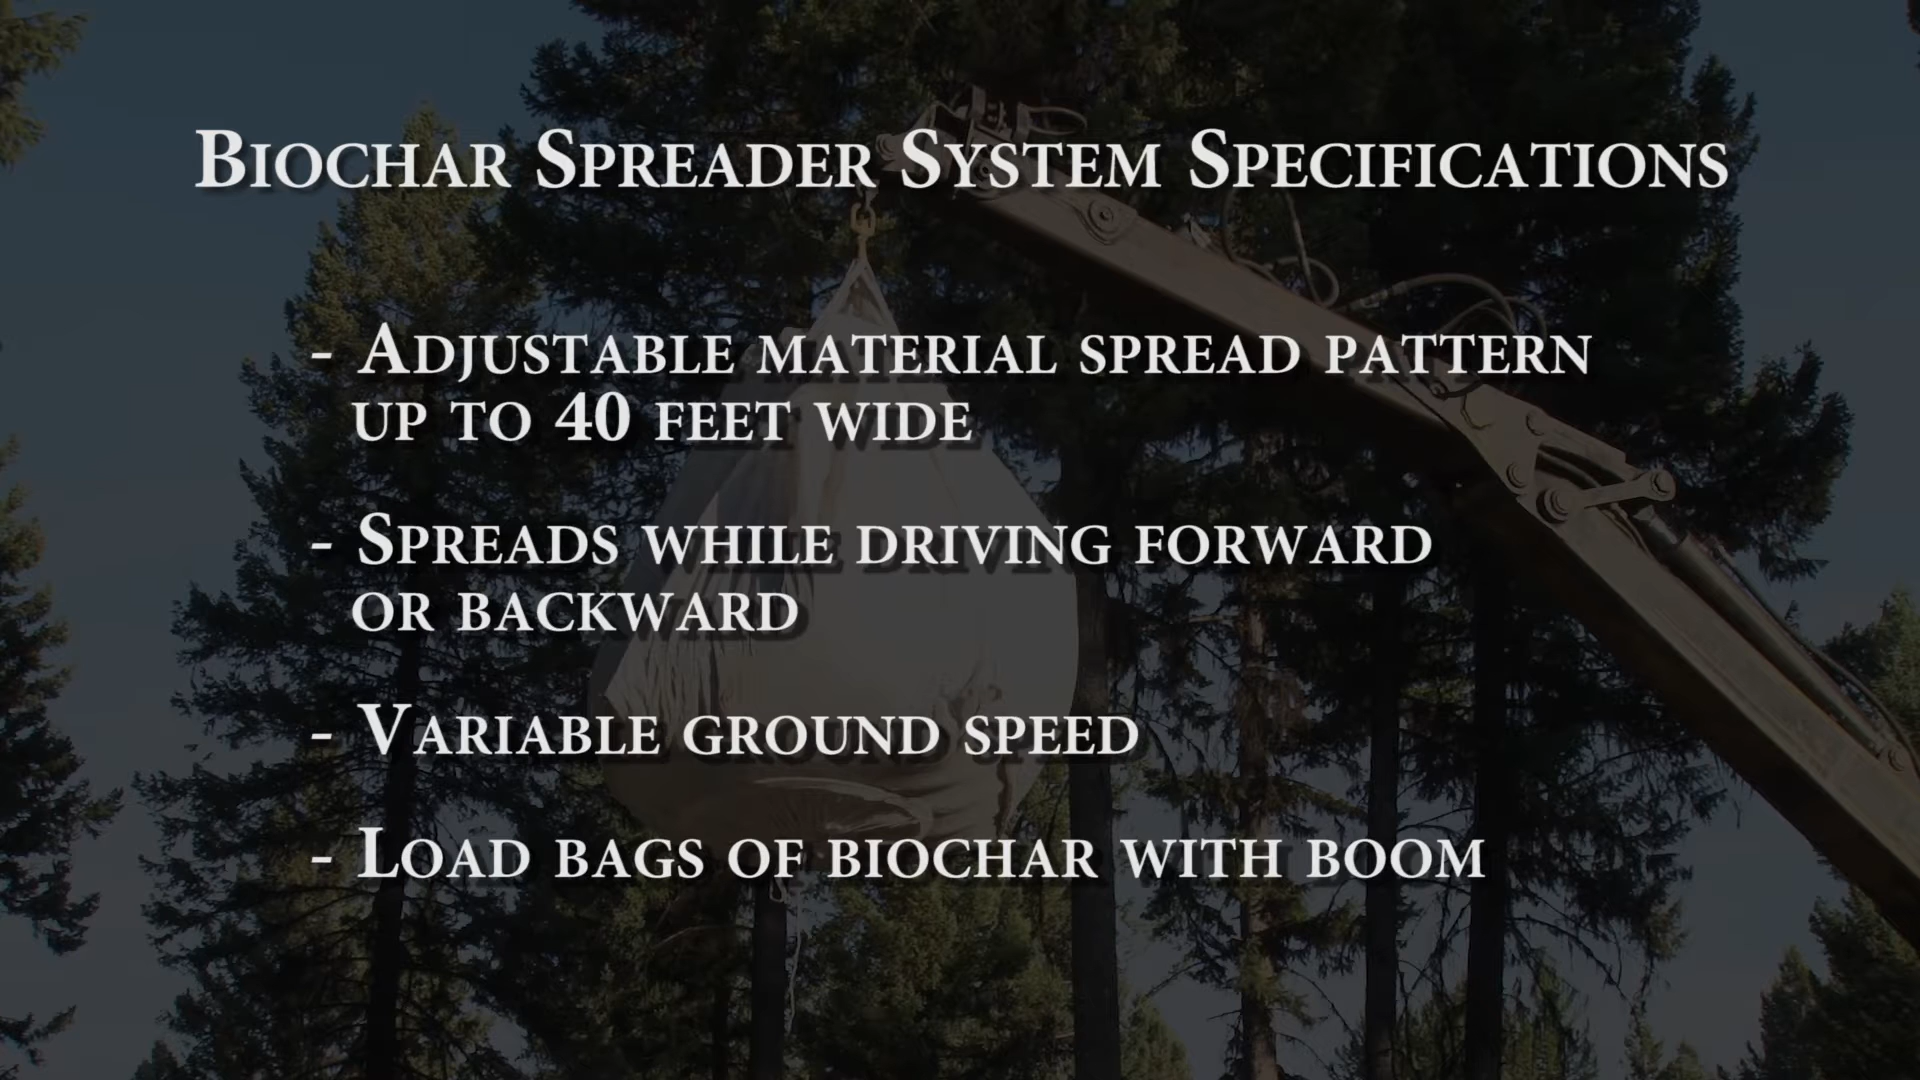 Biochar Spreader System Specifications
- Adjustable material spread pattern
up to 40 feet wide
- Spreads while driving forward
or backward
- Variable ground speed
- Load bags of biochar with boom